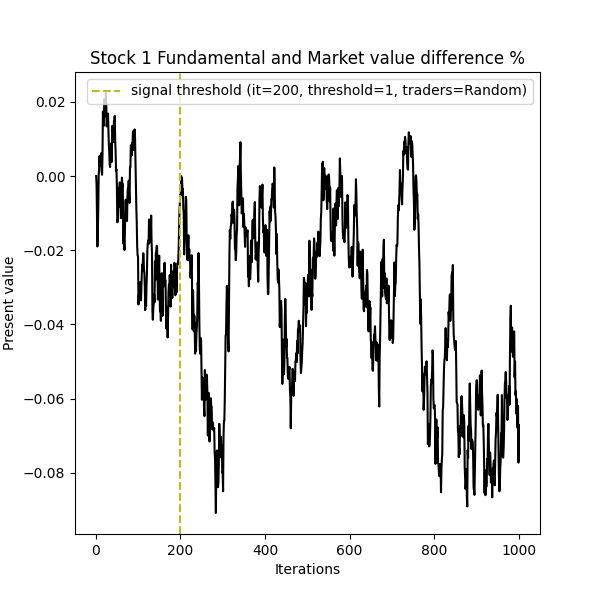 Stock 1 Fundamental and Market value difference %
signal threshold (it=200, threshold=1, traders=Random)
0.02
0.00
−0.02
−0.04
−0.06
−0.08
Present value
0 200 400 600 800 1000
Iterations